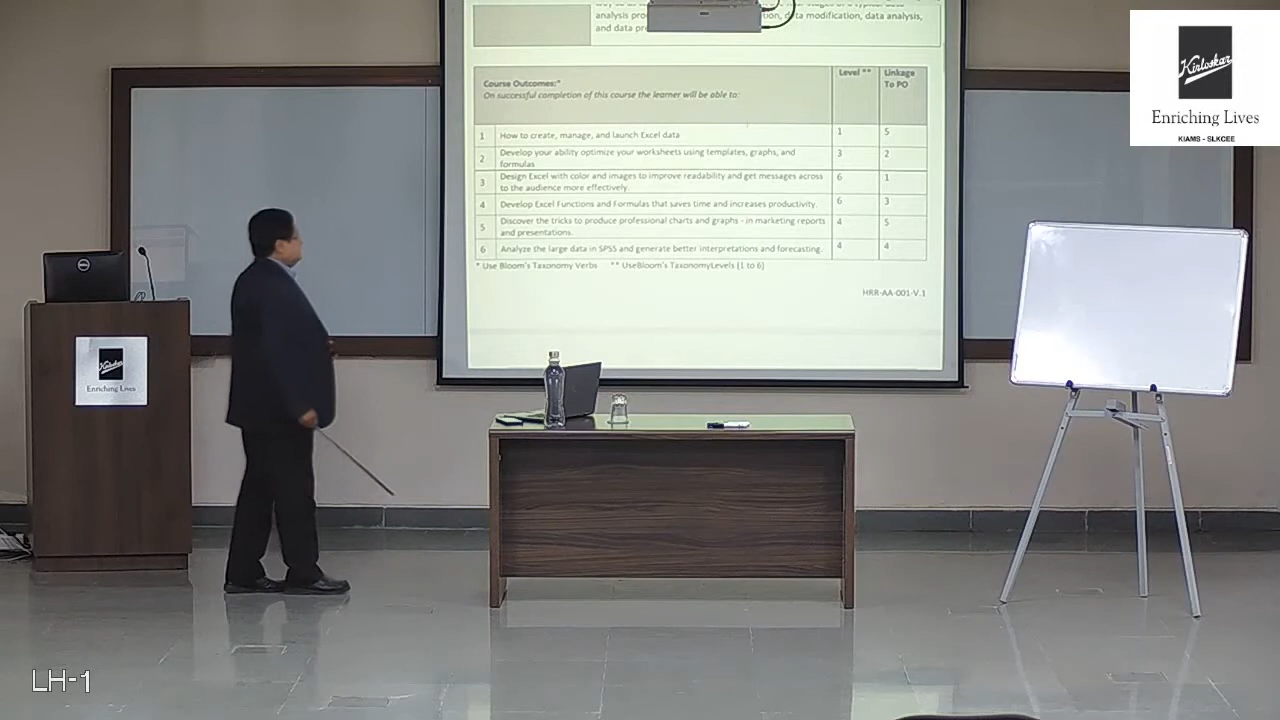 analysis pro tion, data modification, data analysis,
and data pre
Course Outcomes:* Level ** Linkage To PO
On successful completion of this course the learner will be able to:
1 How to create, manage, and launch Excel data 1 5
2 Develop your ability optimize your worksheets using templates, graphs, and 3 2
formulas
3 Design Excel with color and images to improve readability and get messages across 6 1
to the audience more effectively.
4 Develop Excel Functions and Formulas that saves time and increases productivity. 6 3
5 Discover the tricks to produce professional charts and graphs - in marketing reports 4 5
and presentations.
6 Analyze the large data in SPSS and generate better interpretations and forecasting. 4 4
* Use Bloom's Taxonomy Verbs ** UseBloom's TaxonomyLevels (1 to 6)
HRR-AA-001-V.1
Kirloskar
Enriching Lives
KIAMS - SLKCEE
DELL
Kirloskar
Enriching Lives
LH-1